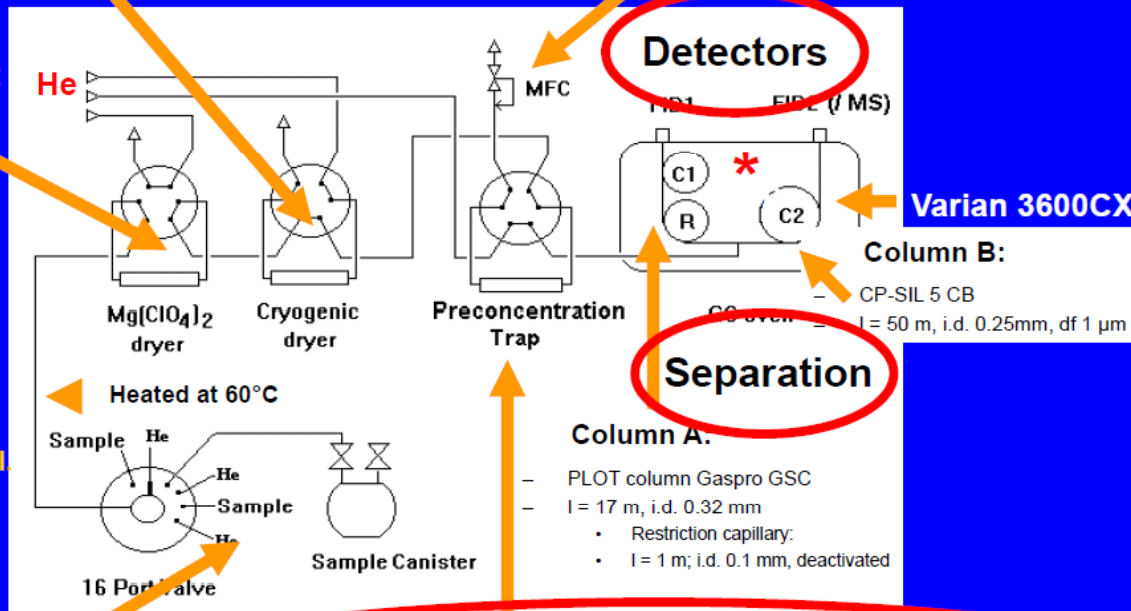 Detectors
He
MFC
FID1 FID2 (/ MS)
*
C1
R
C2
Varian 3600CX
Column B:
– CP-SIL 5 CB
– l = 50 m, i.d. 0.25mm, df 1 µm
Mg(ClO4)2
dryer
Cryogenic
dryer
Preconcentration
Trap
GC oven
Separation
Heated at 60°C
Sample
He
He
Sample
He
Sample Canister
16 Port Valve
Column A:
– PLOT column Gaspro GSC
– l = 17 m, i.d. 0.32 mm
• Restriction capillary:
• l = 1 m; i.d. 0.1 mm, deactivated